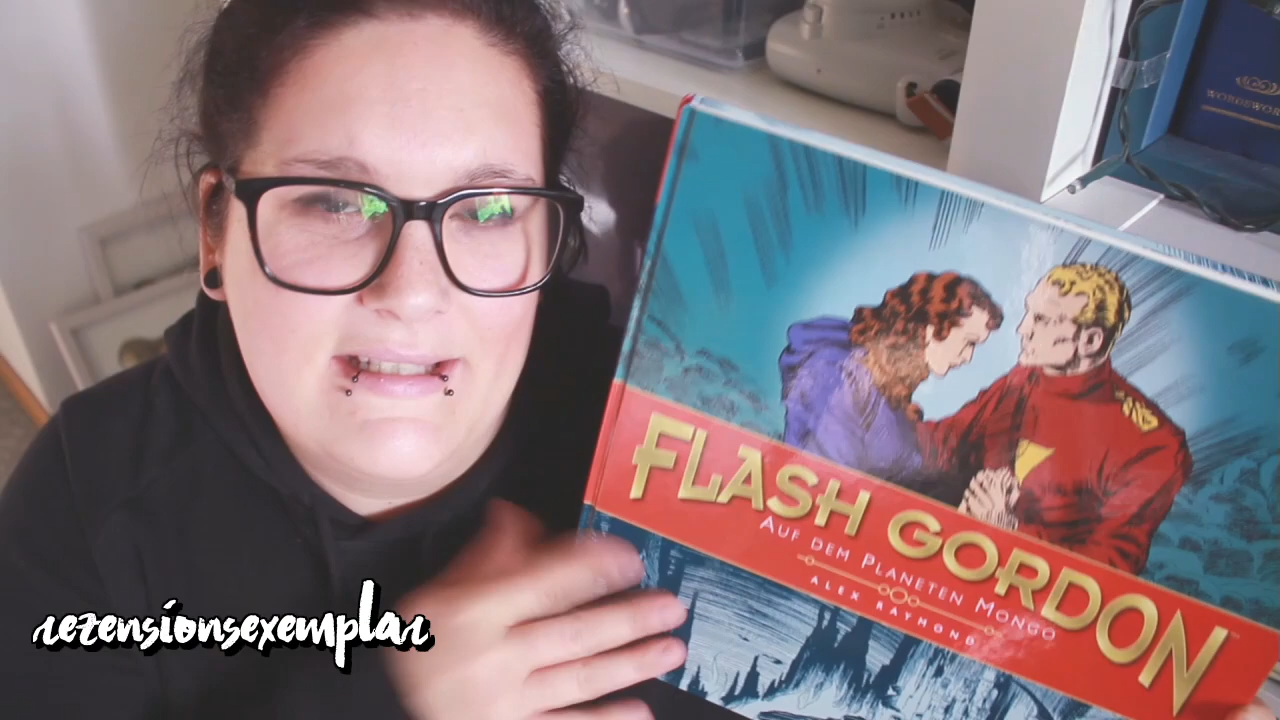 FLASH GORDON
AUF DEM PLANETEN MONGO
ALEX RAYMOND
rezensionsexemplar